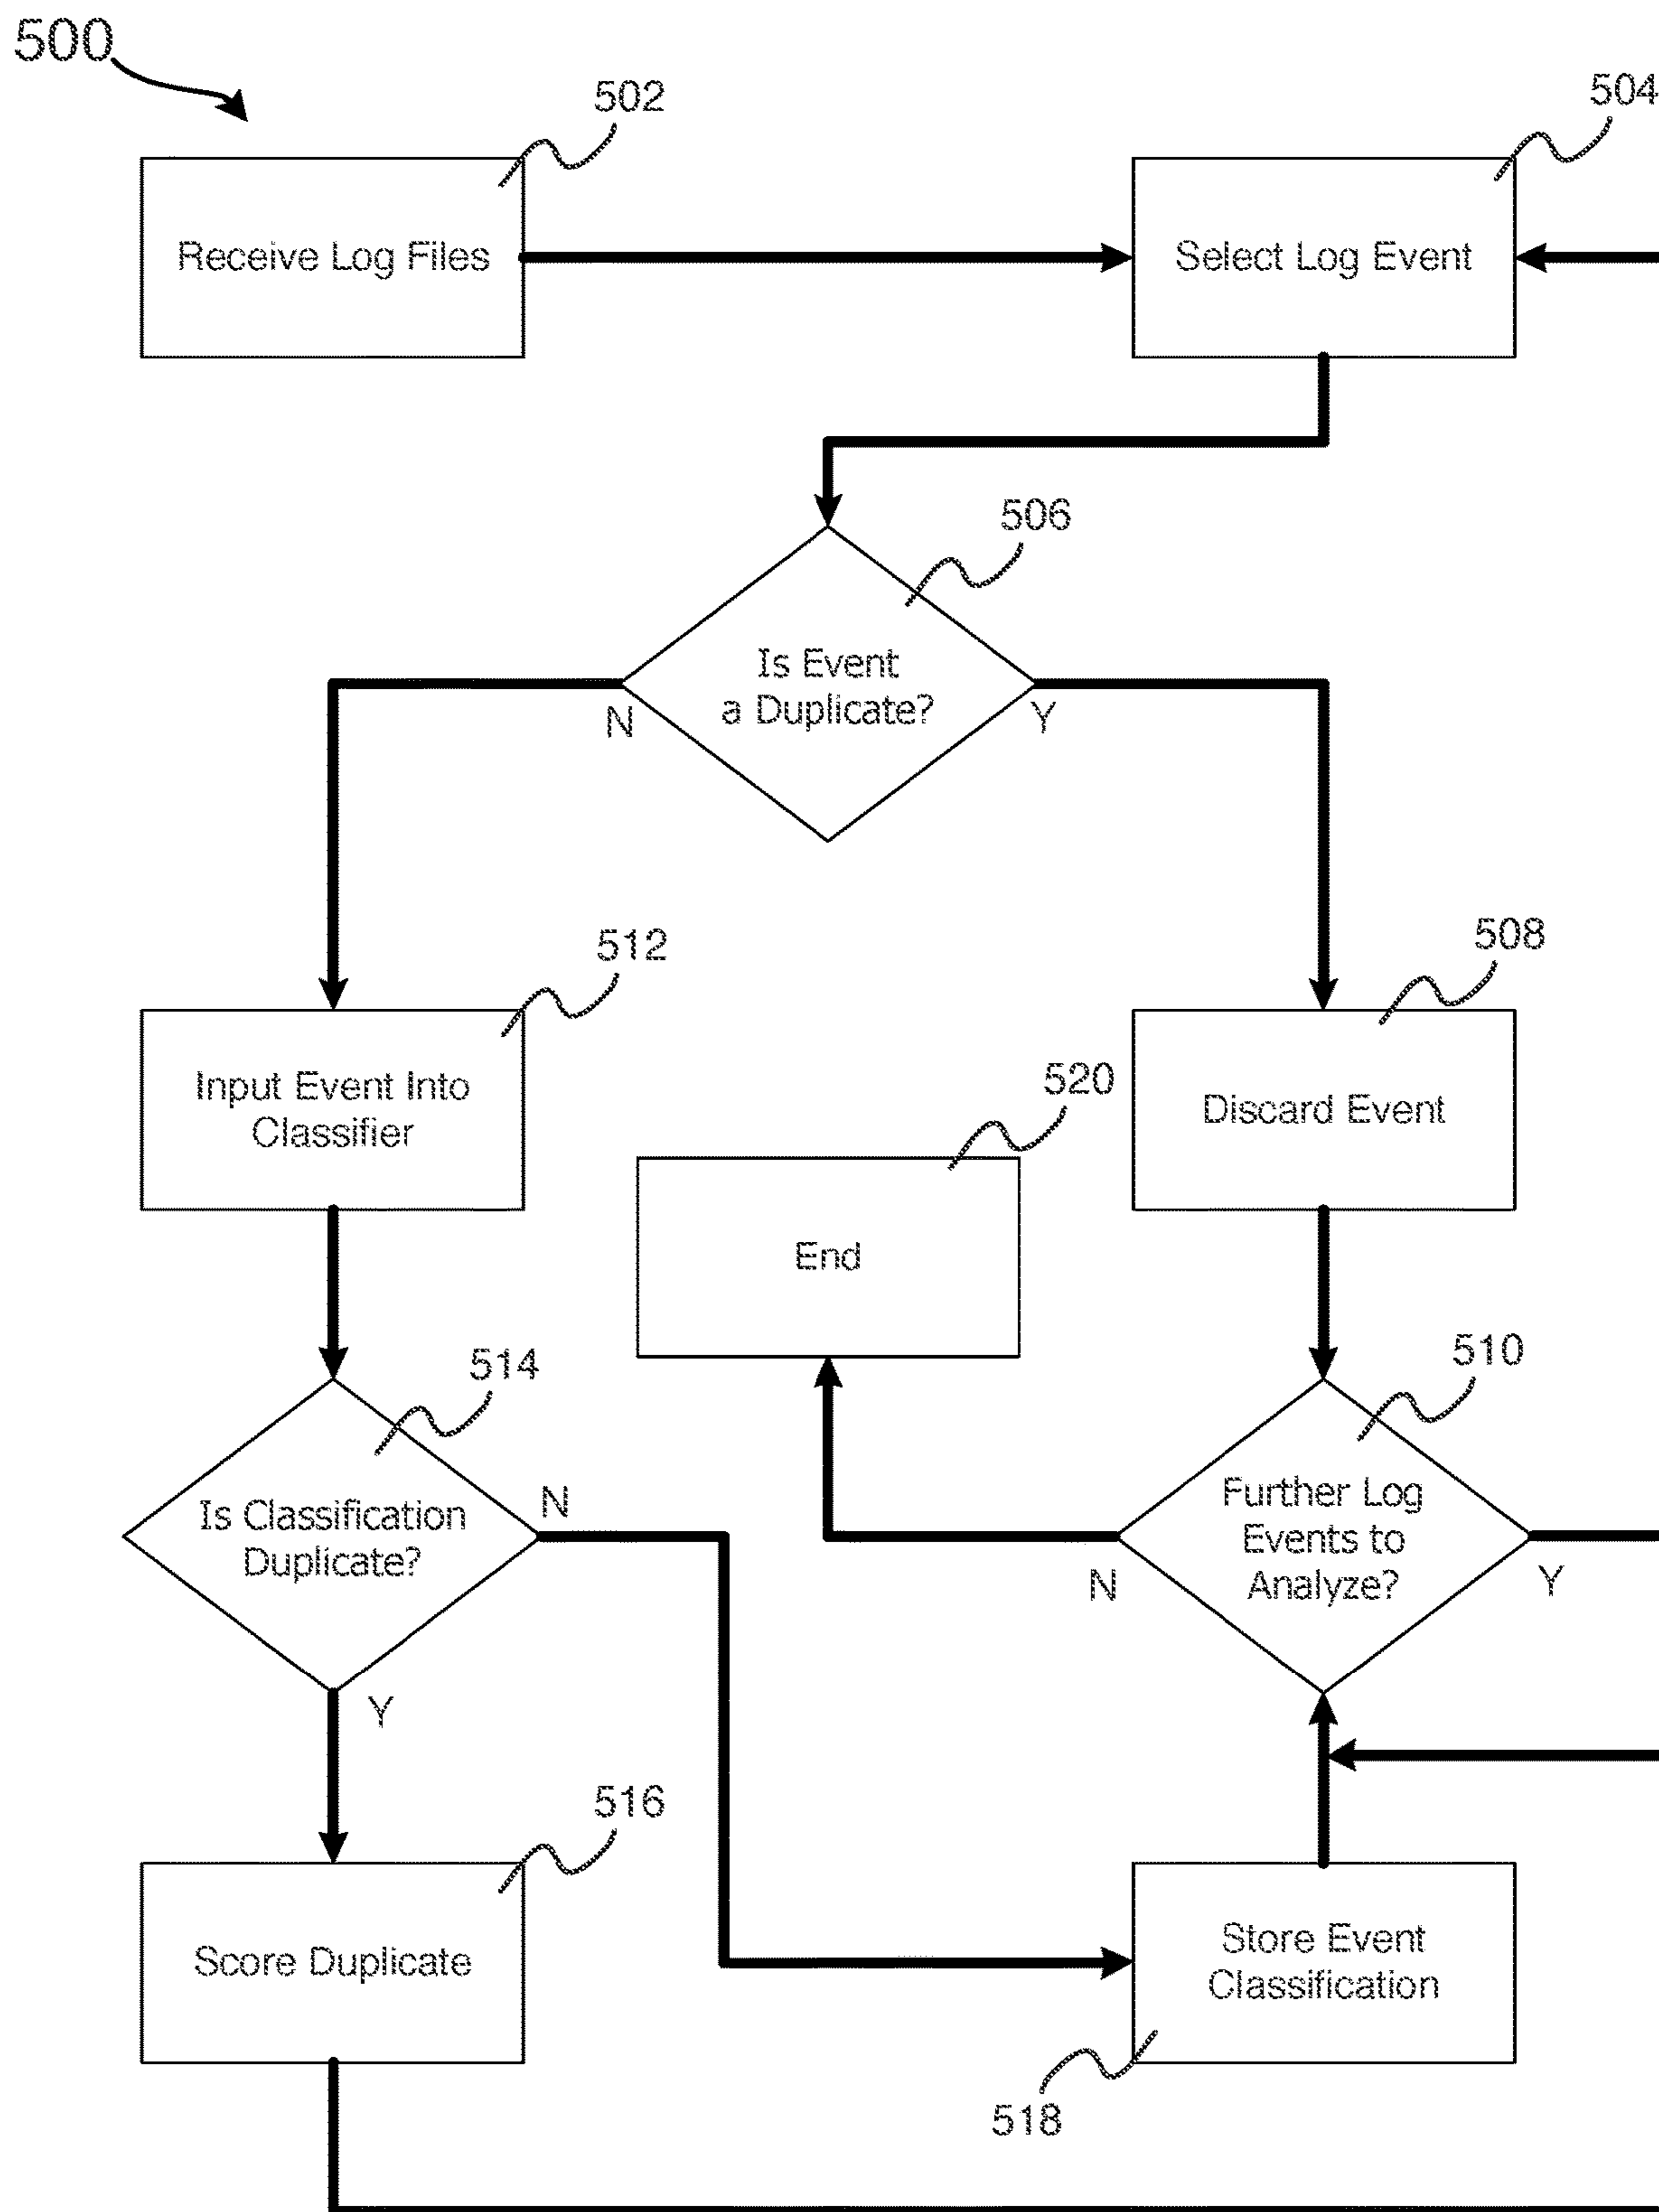 500
502
504
Receive Log Files
Select Log Event
506
Is Event
a Duplicate?
N
Y
512
508
Input Event Into
Classifier
520
Discard Event
End
514
510
Is Classification
Duplicate?
N
Further Log
Events to
Analyze?
N
Y
Y
516
Score Duplicate
Store Event
Classification
518